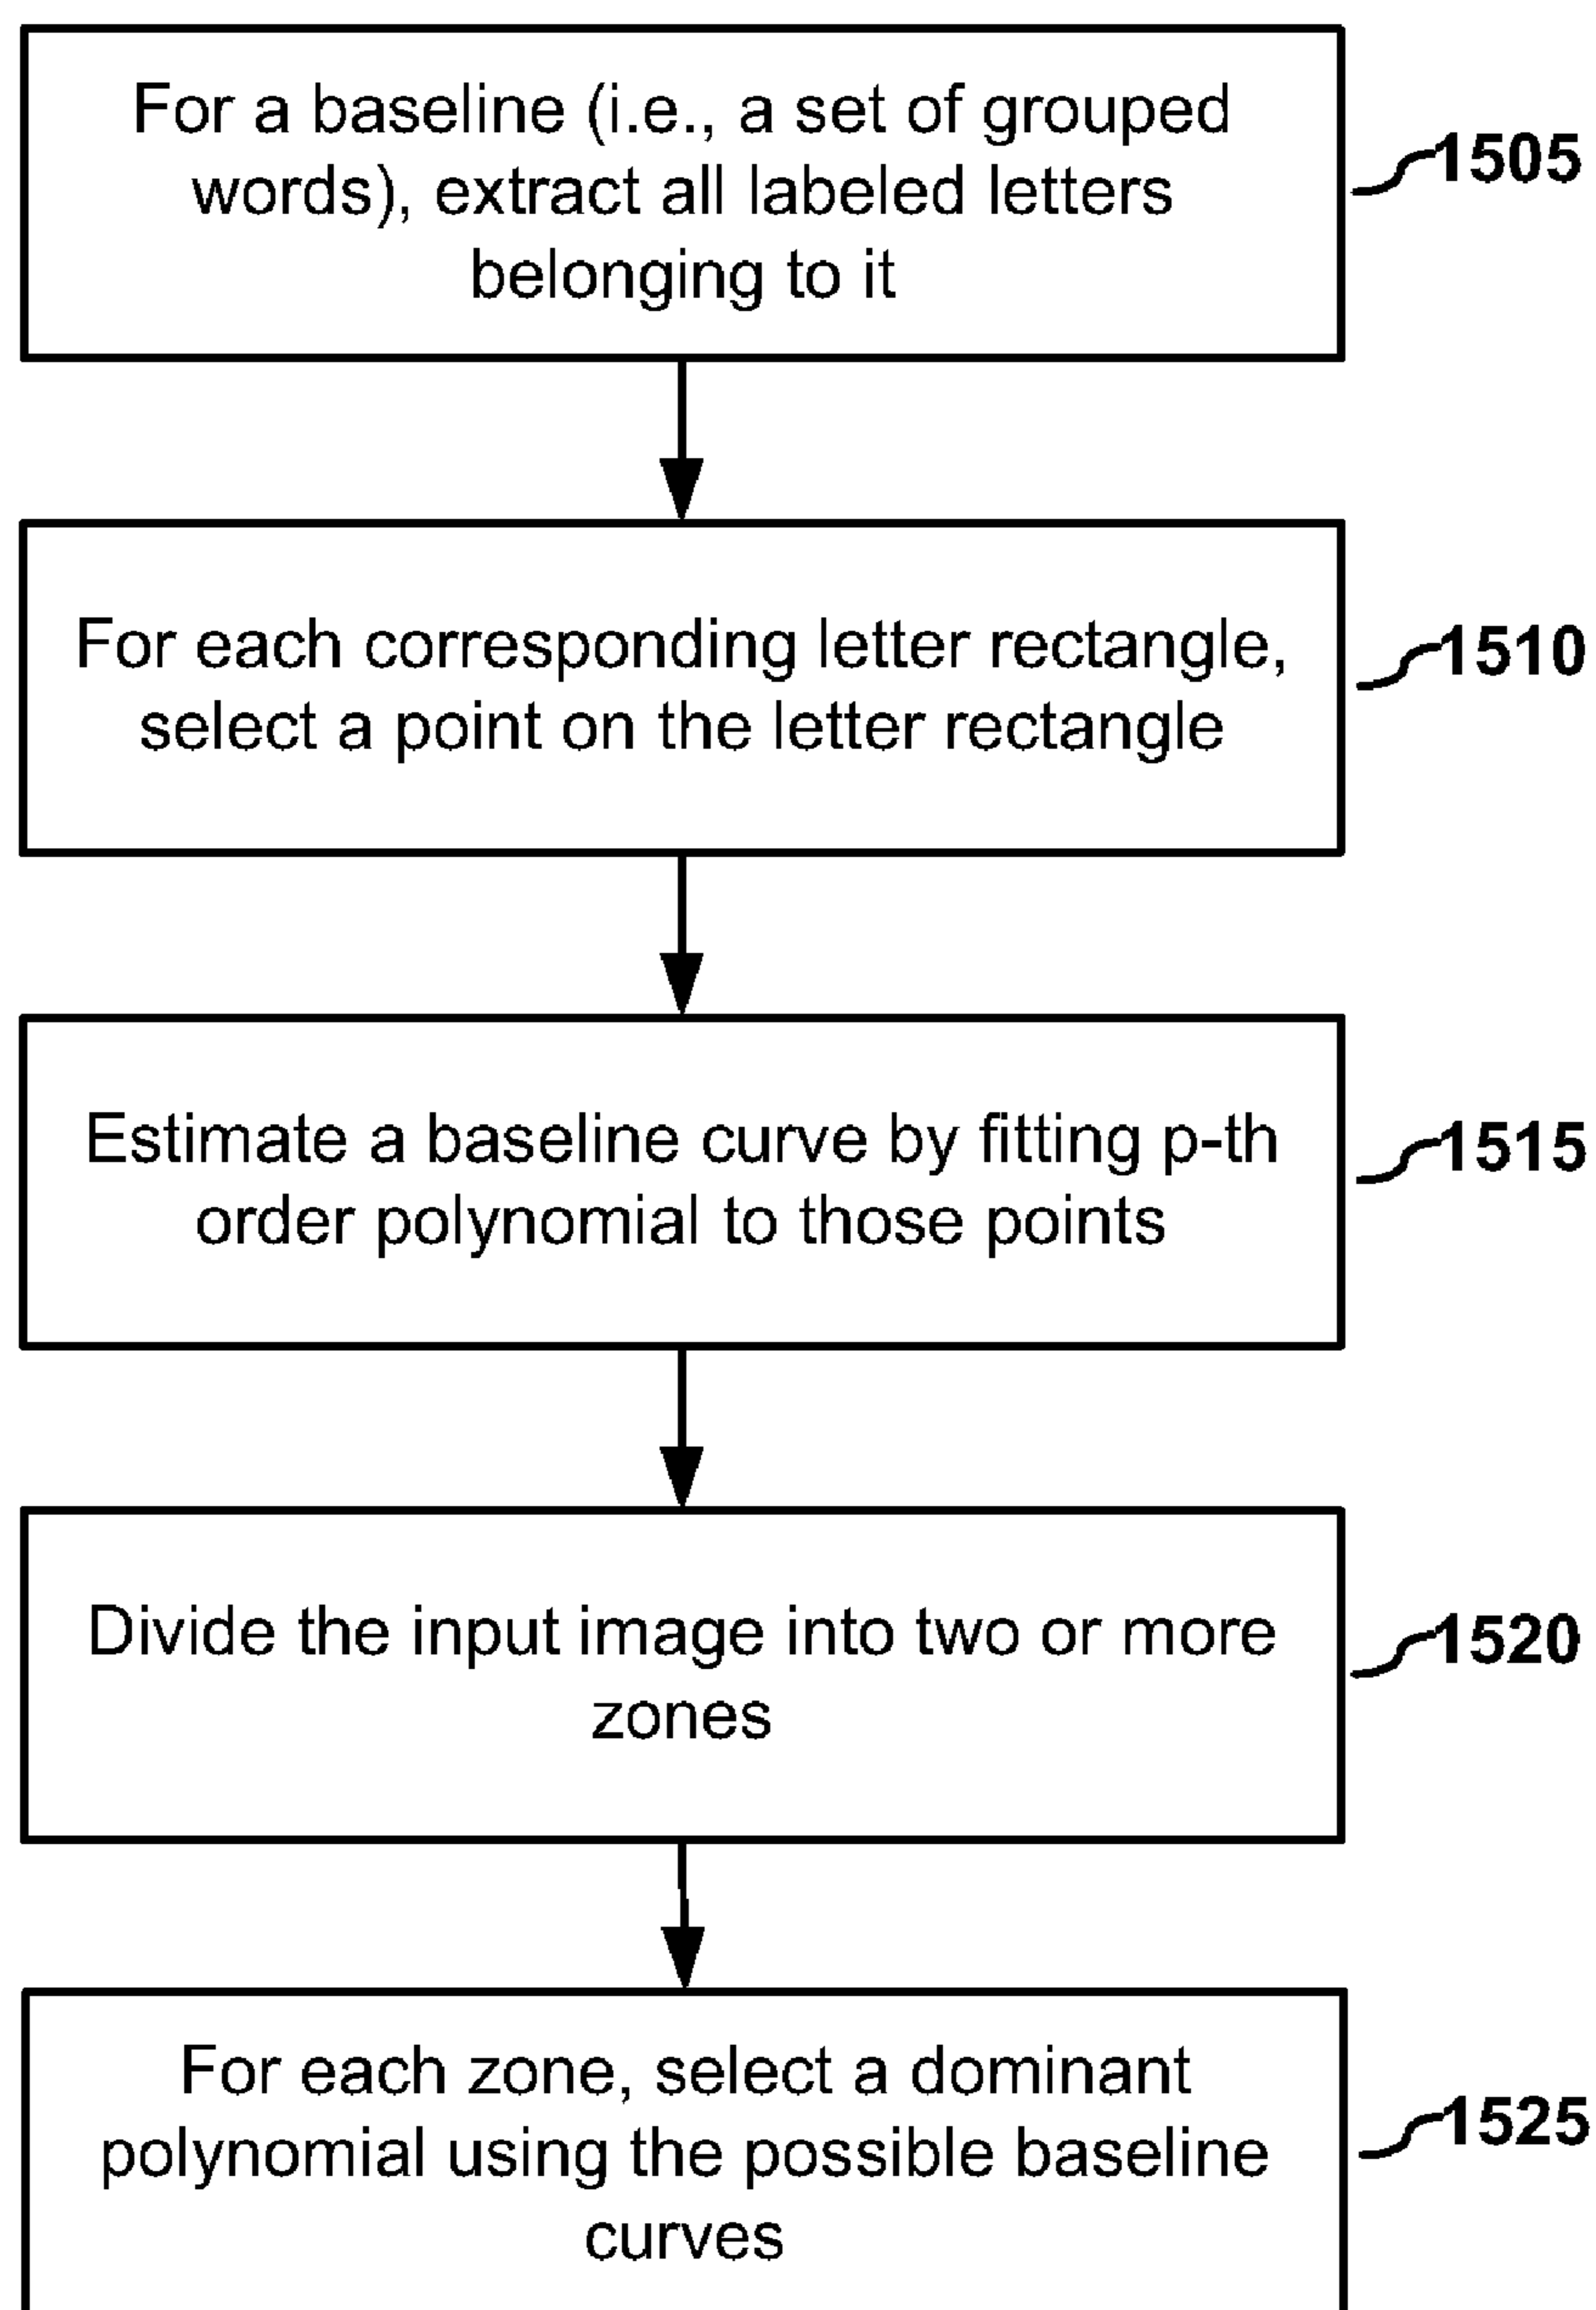 For a baseline (i.e., a set of grouped
words), extract all labeled letters
belonging to it
1505
For each corresponding letter rectangle,
select a point on the letter rectangle
1510
Estimate a baseline curve by fitting p-th
order polynomial to those points
1515
Divide the input image into two or more
zones
1520
For each zone, select a dominant
polynomial using the possible baseline
curves
1525